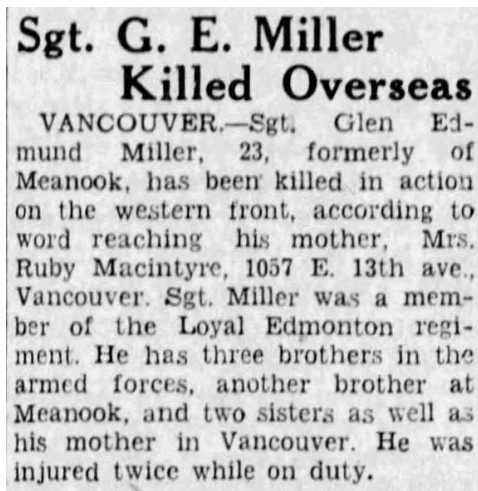 Sgt. G. E. Miller
Killed Overseas
VANCOUVER.—Sgt. Glen Ed-
mund Miller, 23, formerly of
Meanook, has been killed in action
on the western front, according to
word reaching his mother, Mrs.
Ruby Macintyre, 1057 E. 13th ave.,
Vancouver. Sgt. Miller was a mem-
ber of the Loyal Edmonton regi-
ment. He has three brothers in the
armed forces, another brother at
Meanook, and two sisters as well as
his mother in Vancouver. He was
injured twice while on duty.